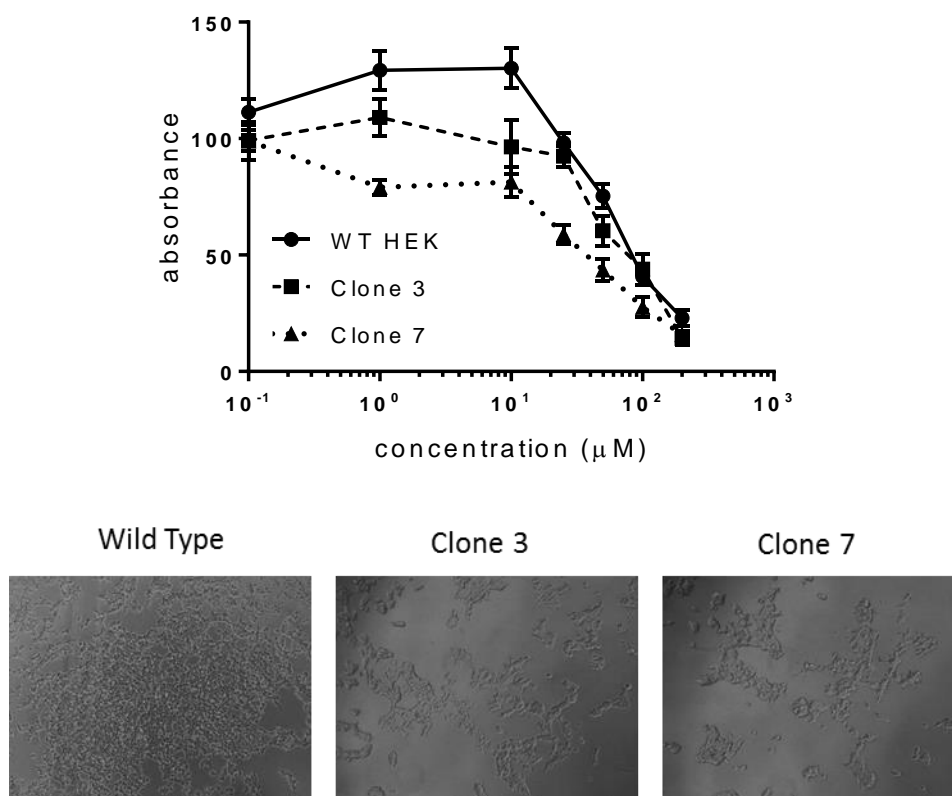 150
100
50
0
absorbance
WT HEK
Clone 3
Clone 7
10⁻¹ 10⁰ 10¹ 10² 10³
concentration (μM)
Wild Type Clone 3 Clone 7